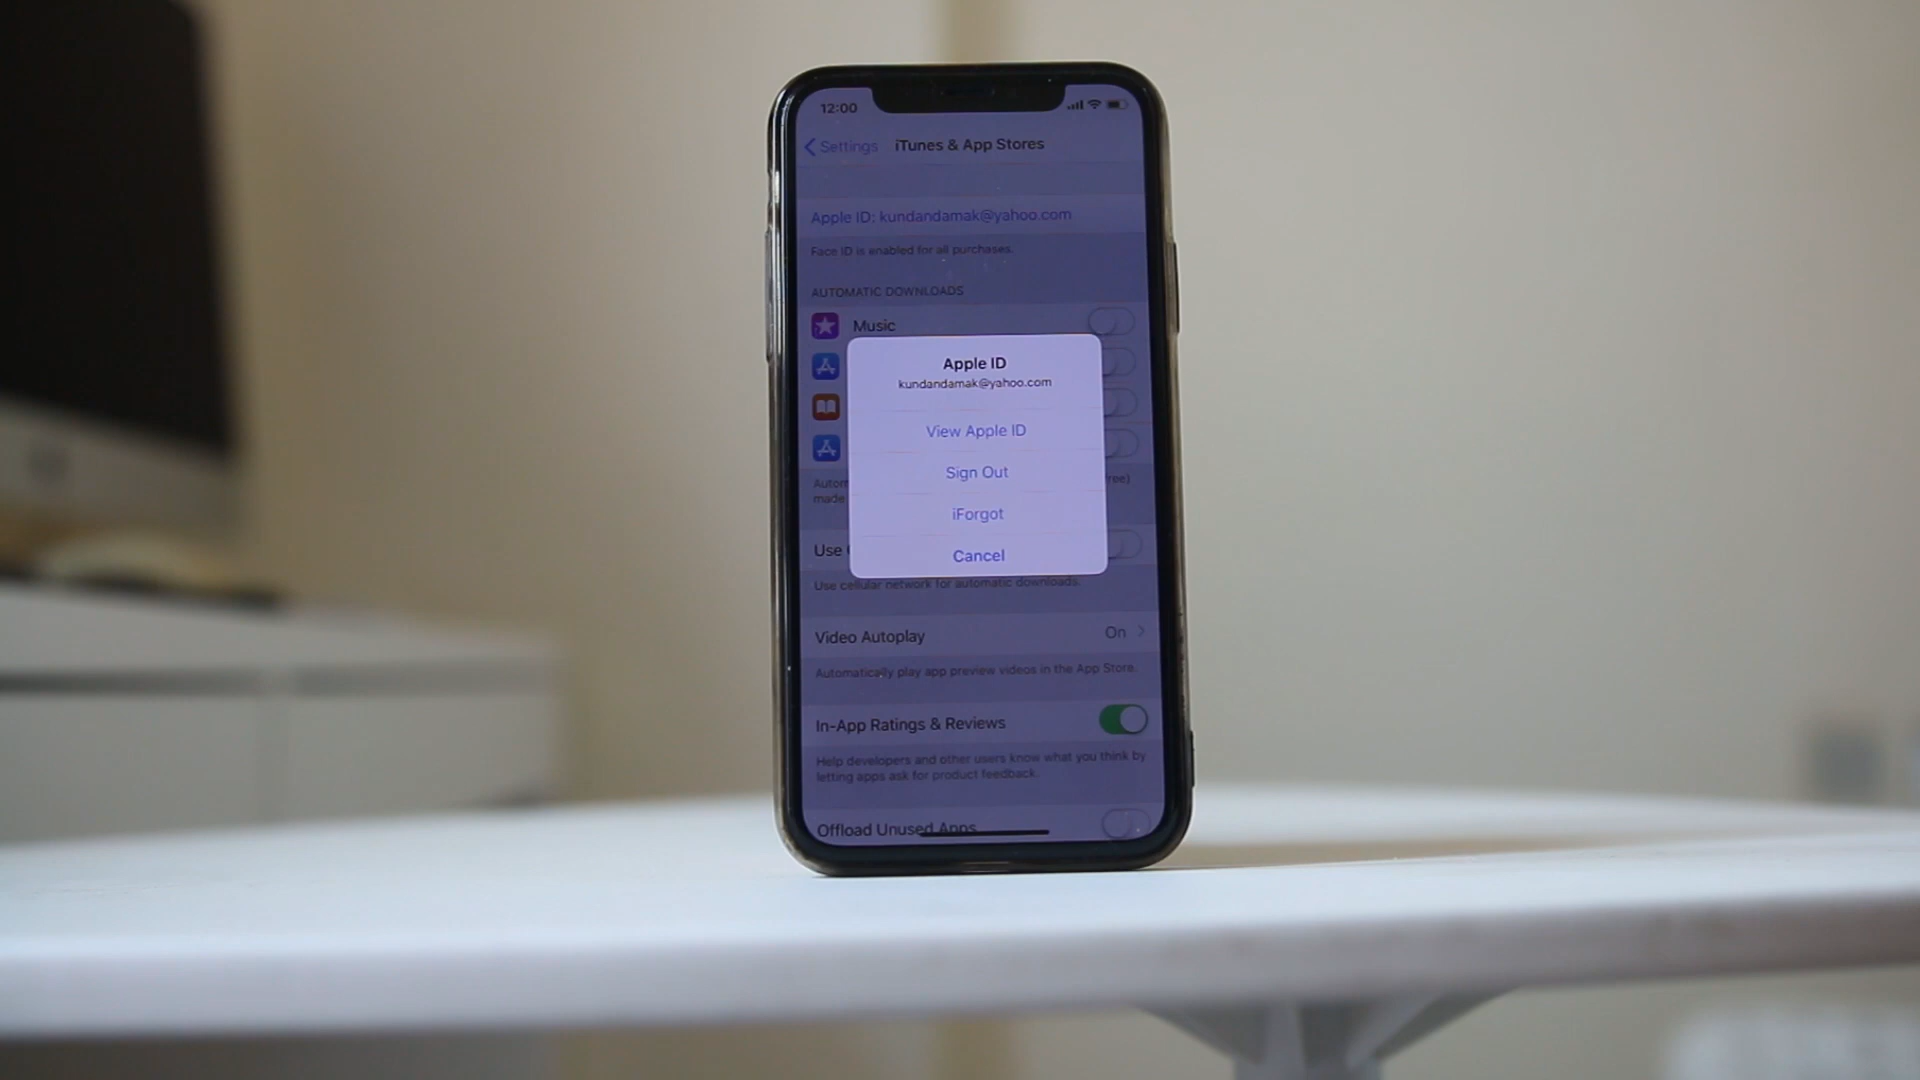 12:00
Settings
iTunes & App Stores
Apple ID: kundandamak@yahoo.com
Face ID is enabled for all purchases.
AUTOMATIC DOWNLOADS
Music
Apple ID
kundandamak@yahoo.com
View Apple ID
Sign Out
iForgot
Cancel
made
Use
Use cellular network for automatic downloads.
Video Autoplay
On
Automatically play app preview videos in the App Store.
In-App Ratings & Reviews
Help developers and other users know what you think by
letting apps ask for product feedback.
Offload Unused Apps